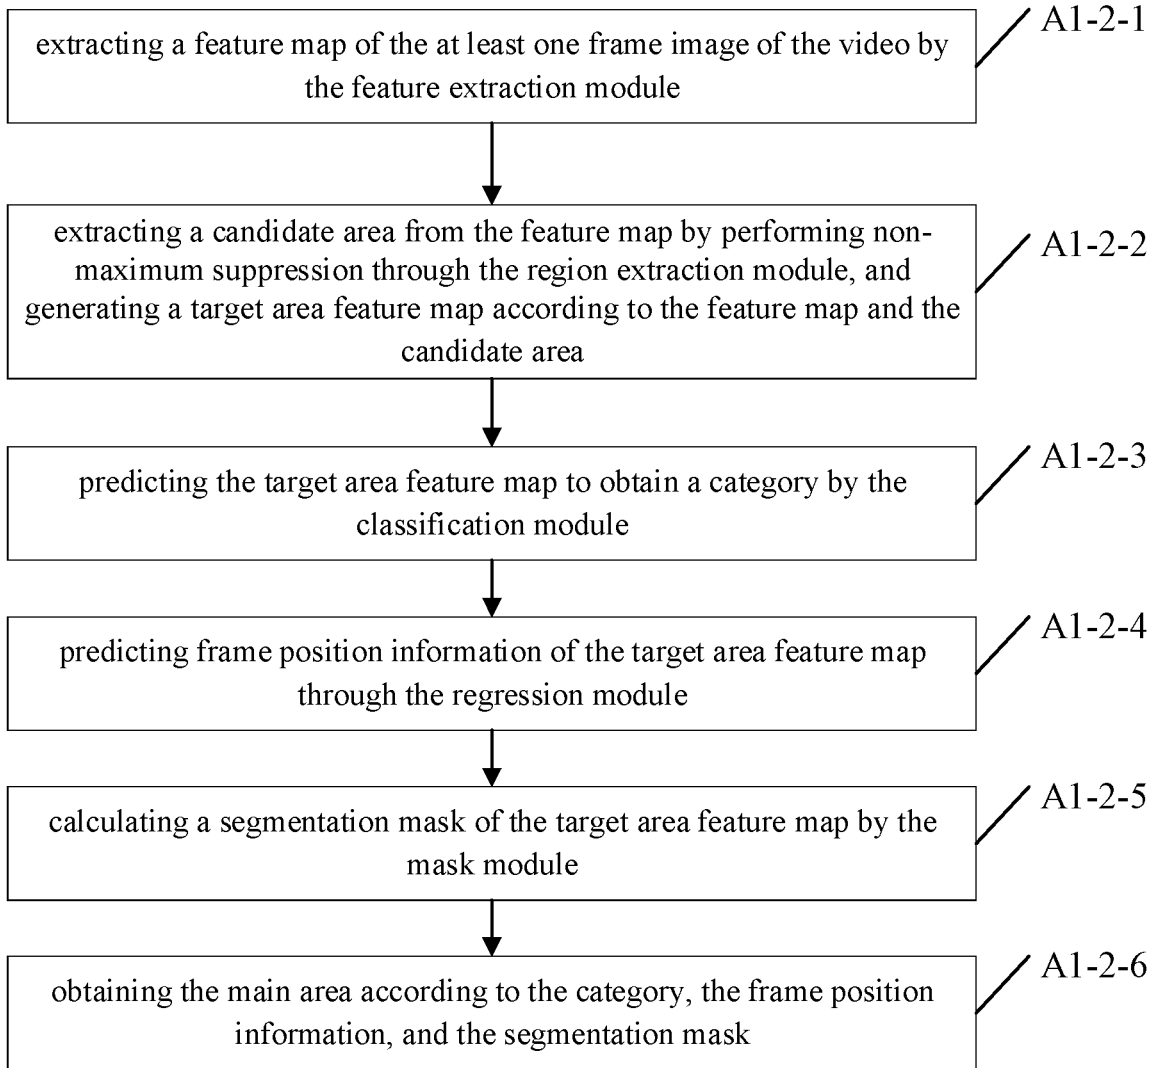 A1-2-1
extracting a feature map of the at least one frame image of the video by
the feature extraction module
A1-2-2
extracting a candidate area from the feature map by performing non-
maximum suppression through the region extraction module, and
generating a target area feature map according to the feature map and the
candidate area
A1-2-3
predicting the target area feature map to obtain a category by the
classification module
A1-2-4
predicting frame position information of the target area feature map
through the regression module
A1-2-5
calculating a segmentation mask of the target area feature map by the
mask module
A1-2-6
obtaining the main area according to the category, the frame position
information, and the segmentation mask